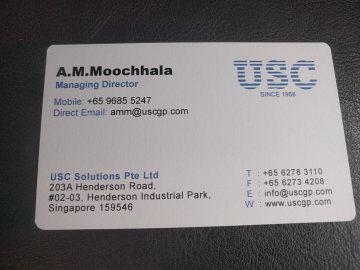 A.M.Moochhala
Managing Director
Mobile: +65 9685 5247
Direct Email: amm@uscgp.com
USC
SINCE 1988
USC Solutions Pte Ltd
203A Henderson Road,
#02-03, Henderson Industrial Park,
Singapore 159546
T : +65 6278 3110
F : +65 6273 4208
E : info@uscgp.com
W : www.uscgp.com